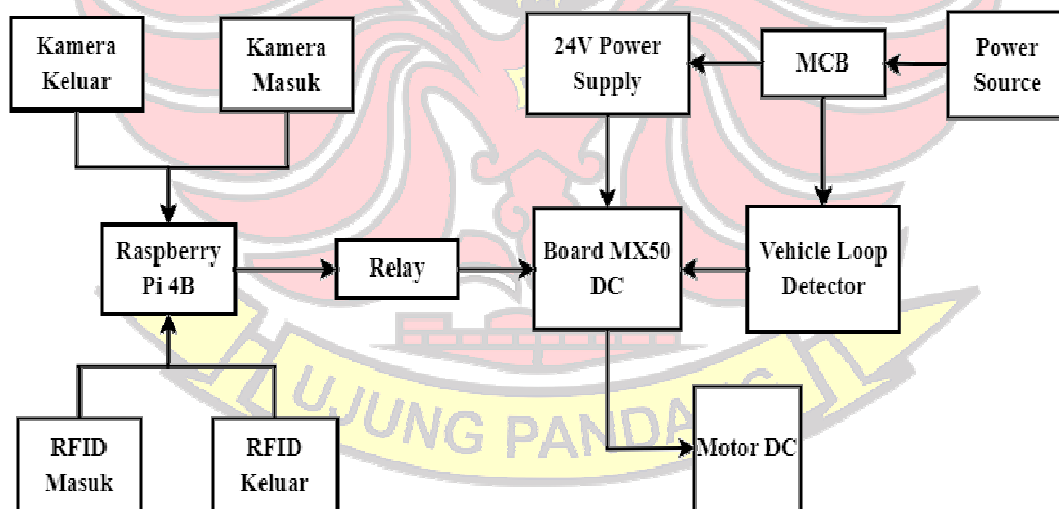 Kamera
Keluar
Kamera
Masuk
24V Power
Supply
MCB
Power
Source
Raspberry
Pi 4B
Relay
Board MX50
DC
Vehicle Loop
Detector
RFID
Masuk
RFID
Keluar
Motor DC
UJUNG PANDANG